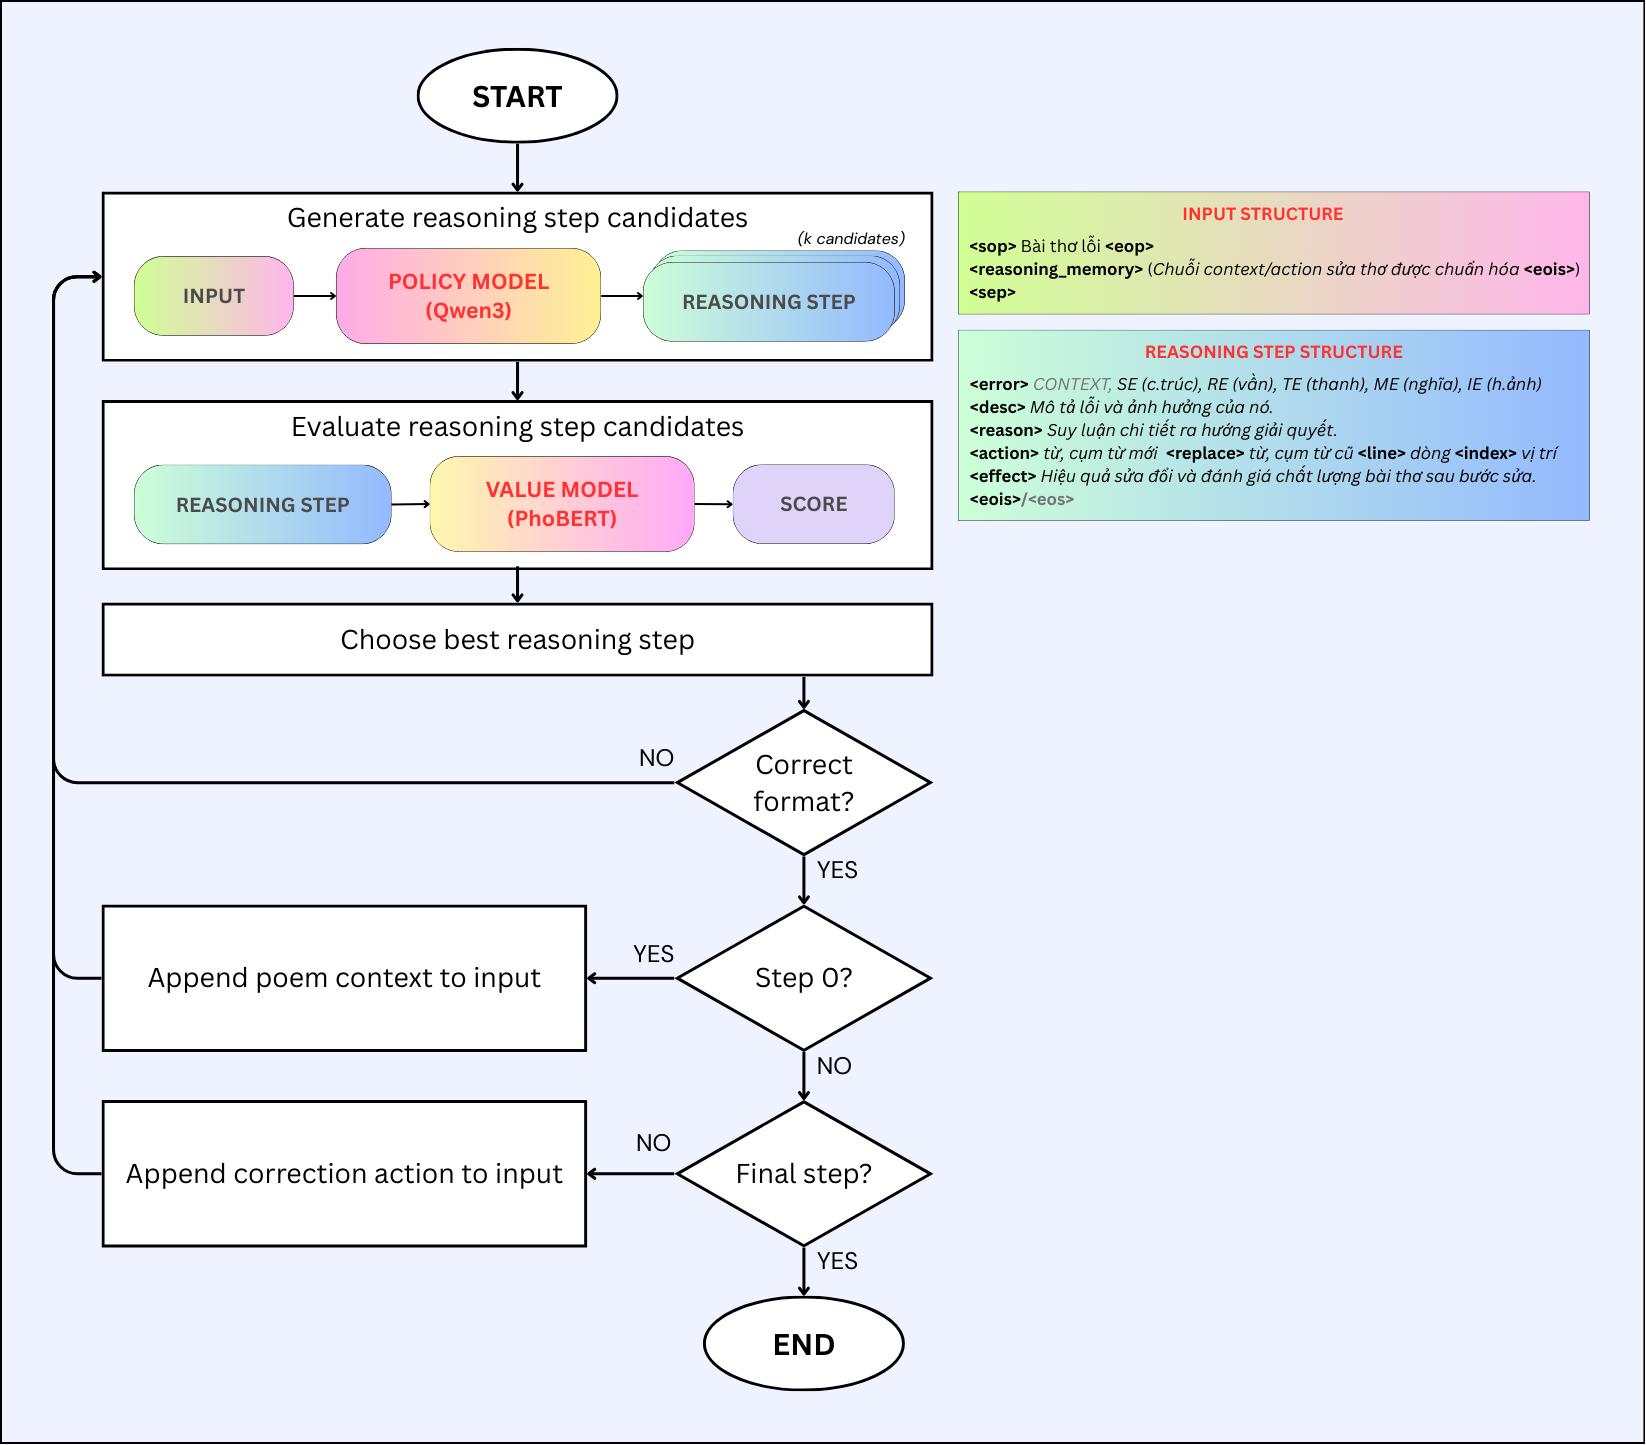 START
Generate reasoning step candidates
(k candidates)
INPUT
POLICY MODEL
(Qwen3)
REASONING STEP
Evaluate reasoning step candidates
REASONING STEP
VALUE MODEL
(PhoBERT)
SCORE
Choose best reasoning step
Correct
format?
NO
YES
Step 0?
YES
Append poem context to input
NO
Final step?
NO
Append correction action to input
YES
END
INPUT STRUCTURE
<sop> Bài thơ lỗi <eop>
<reasoning_memory> (Chuỗi context/action sửa thơ được chuẩn hóa <eois>)
<sep>
REASONING STEP STRUCTURE
<error> CONTEXT, SE (c.trúc), RE (vần), TE (thanh), ME (nghĩa), IE (h.ảnh)
<desc> Mô tả lỗi và ảnh hưởng của nó.
<reason> Suy luận chi tiết ra hướng giải quyết.
<action> từ, cụm từ mới <replace> từ, cụm từ cũ <line> dòng <index> vị trí
<effect> Hiệu quả sửa đổi và đánh giá chất lượng bài thơ sau bước sửa.
<eois>/<eos>